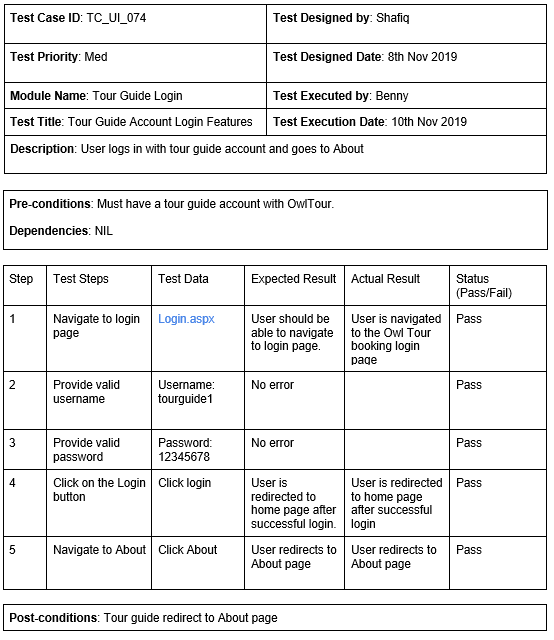 Test Case ID: TC_UI_074
Test Designed by: Shafiq
Test Priority: Med
Test Designed Date: 8th Nov 2019
Module Name: Tour Guide Login
Test Executed by: Benny
Test Title: Tour Guide Account Login Features
Test Execution Date: 10th Nov 2019
Description: User logs in with tour guide account and goes to About
Pre-conditions: Must have a tour guide account with OwlTour.
Dependencies: NIL
Step
Test Steps
Test Data
Expected Result
Actual Result
Status
(Pass/Fail)
1
Navigate to login
page
Login.aspx
User should be
able to navigate
to login page.
User is navigated
to the Owl Tour
booking login
page
Pass
2
Provide valid
username
Username:
tourguide1
No error
Pass
3
Provide valid
password
Password:
12345678
No error
Pass
4
Click on the Login
button
Click login
User is
redirected to
home page after
successful login.
User is redirected
to home page
after successful
login
Pass
5
Navigate to About
Click About
User redirects to
About page
User redirects to
About page
Pass
Post-conditions: Tour guide redirect to About page